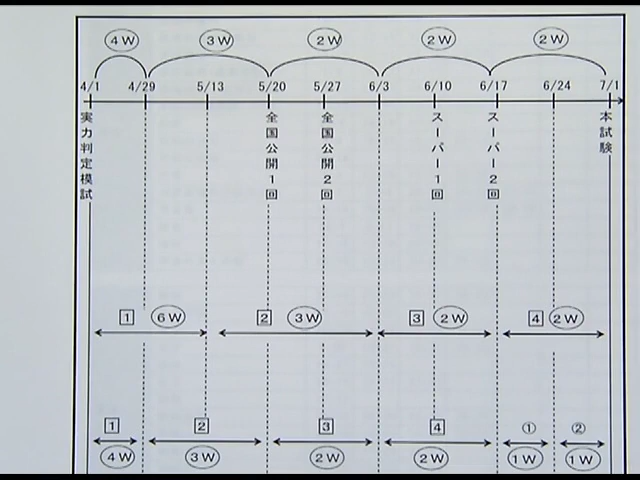 4W 3W 2W 2W 2W
4/1 4/29 5/13 5/20 5/27 6/3 6/10 6/17 6/24 7/1
実力判定模試
全国公開1回
全国公開2回
スーパー1回
スーパー2回
本試験
1 6W 2 3W 3 2W 4 2W
1 2 3 4 ① ②
4W 3W 2W 2W 1W 1W